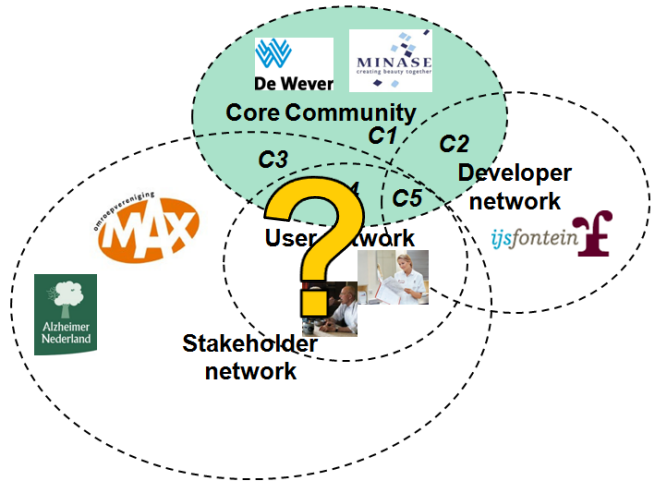 De Wever
MINASE
creating beauty together
Core Community
C1
C2
C3
4
C5
Developer
network
User network
omroepvereniging
MAX
ijsfontein
Alzheimer
Nederland
Stakeholder
network
?